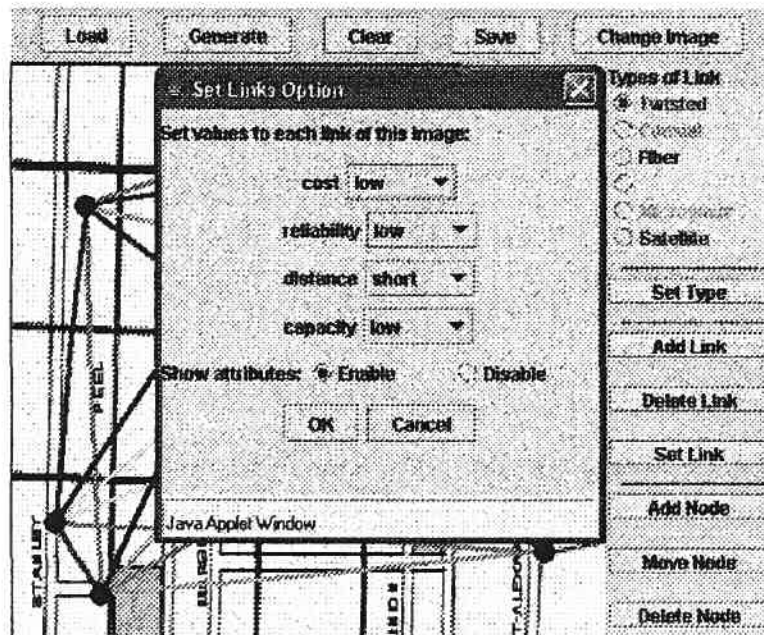 Load Generate Clear Save Change Image
Set Links Option
Types of Link
Twisted
Coaxial
Fiber
Microwave
Satellite
Set values to each link of this image:
cost low
reliability low
distance short
capacity low
Show attributes: Enable Disable
OK Cancel
Java Applet Window
Set Type
Add Link
Delete Link
Set Link
Add Node
Move Node
Delete Node
PEEL
STANLEY